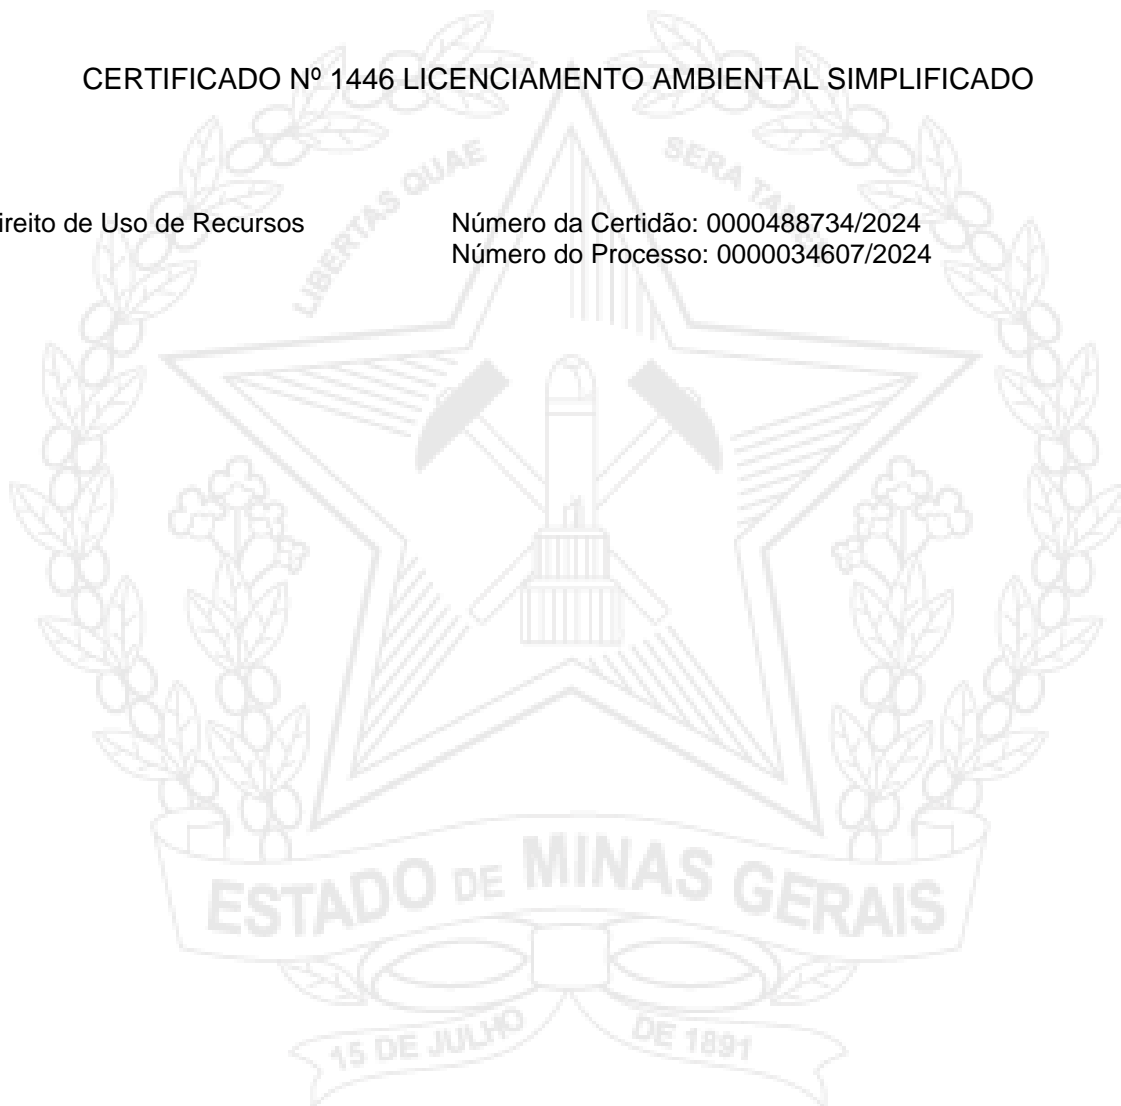 CERTIFICADO Nº 1446 LICENCIAMENTO AMBIENTAL SIMPLIFICADO
LIBERTAS QUAE SERA TAMEN
ireito de Uso de Recursos
Número da Certidão: 0000488734/2024
Número do Processo: 0000034607/2024
ESTADO DE MINAS GERAIS
15 DE JULHO DE 1891